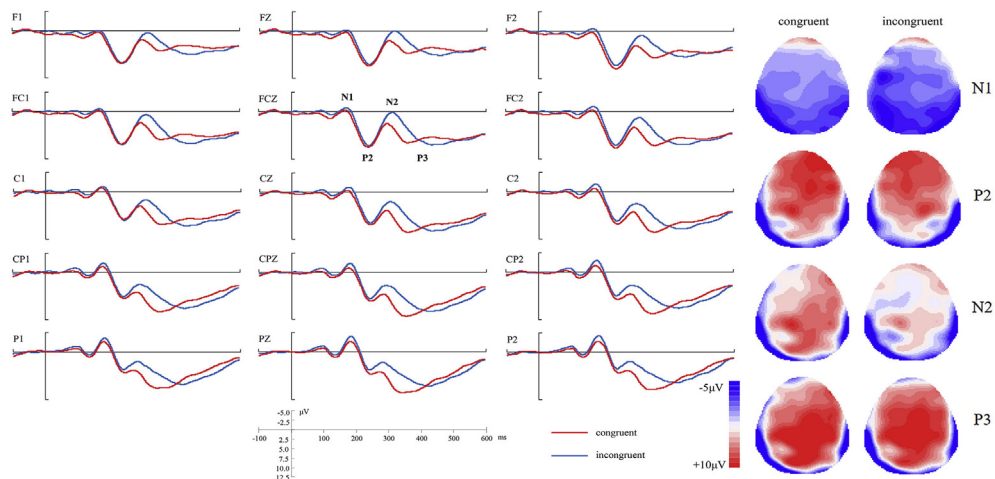 F1 FZ F2 congruent incongruent
N1
FC1 FCZ N1 N2 FC2
P2 P3
C1 CZ C2
P2
CP1 CPZ CP2
N2
P1 PZ P2
-5μV
-5.0 μV
-2.5
-100 100 200 300 400 500 600 ms
2.5
5.0
7.5
10.0
12.5
congruent
incongruent
P3
+10μV